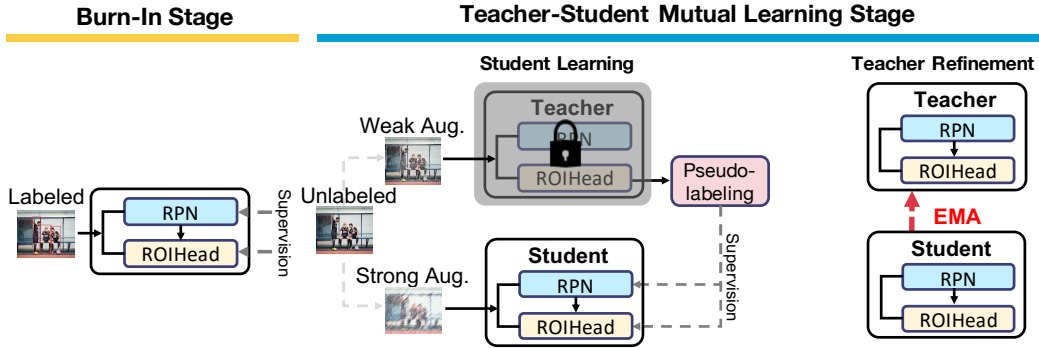 Burn-In Stage
Teacher-Student Mutual Learning Stage
Student Learning
Teacher Refinement
Labeled
RPN
ROIHead
Supervision
Unlabeled
Weak Aug.
Strong Aug.
Teacher
RPN
ROIHead
Pseudo-
labeling
Student
RPN
ROIHead
Supervision
Teacher
RPN
ROIHead
EMA
Student
RPN
ROIHead